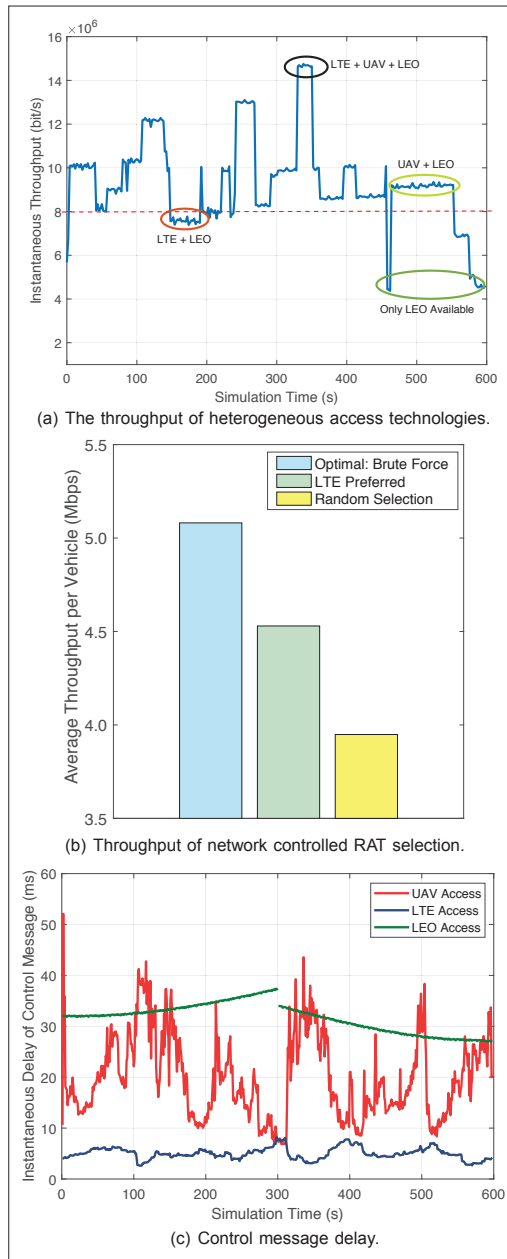 × 10⁶
16
14
12
10
8
6
4
2
Instantaneous Throughput (bit/s)
LTE + UAV + LEO
UAV + LEO
LTE + LEO
Only LEO Available
0 100 200 300 400 500 600
Simulation Time (s)
(a) The throughput of heterogeneous access technologies.
5.5
5.0
4.5
4.0
3.5
Average Throughput per Vehicle (Mbps)
Optimal: Brute Force
LTE Preferred
Random Selection
(b) Throughput of network controlled RAT selection.
60
50
40
30
20
10
0
Instantaneous Delay of Control Message (ms)
UAV Access
LTE Access
LEO Access
0 100 200 300 400 500 600
Simulation Time (s)
(c) Control message delay.